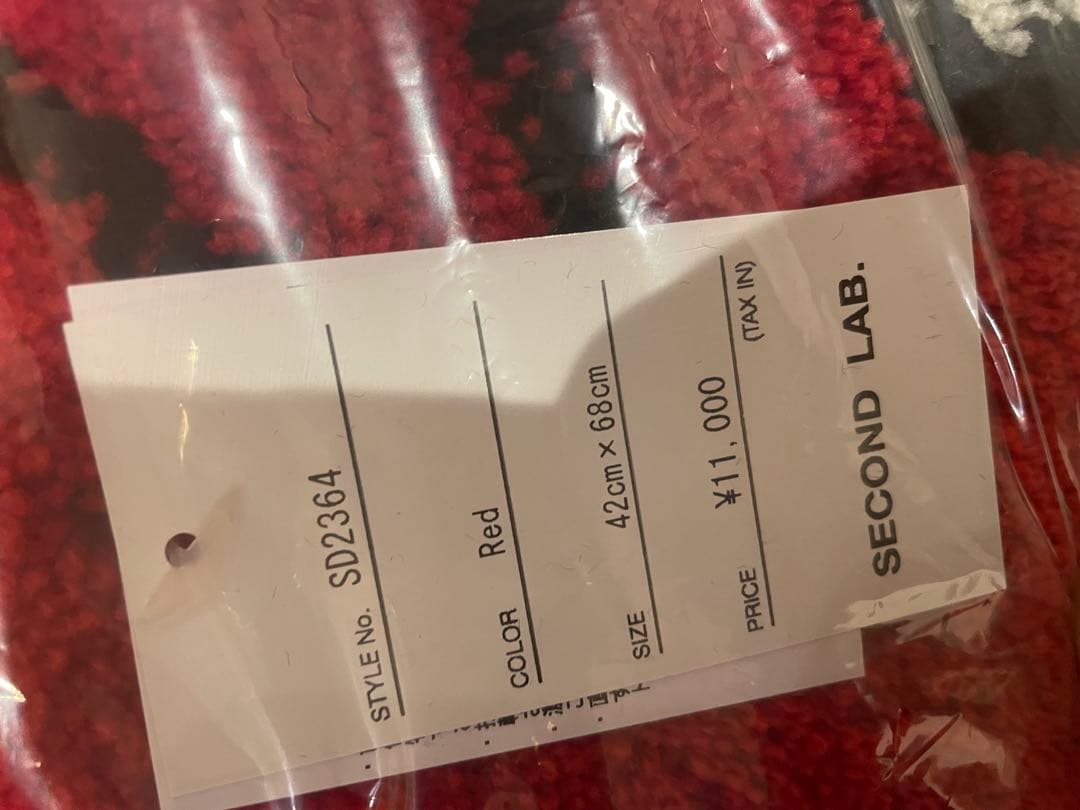 STYLE No. SD2364
COLOR Red
SIZE 42cm×68cm
PRICE ¥11,000
(TAX IN)
SECOND LAB.